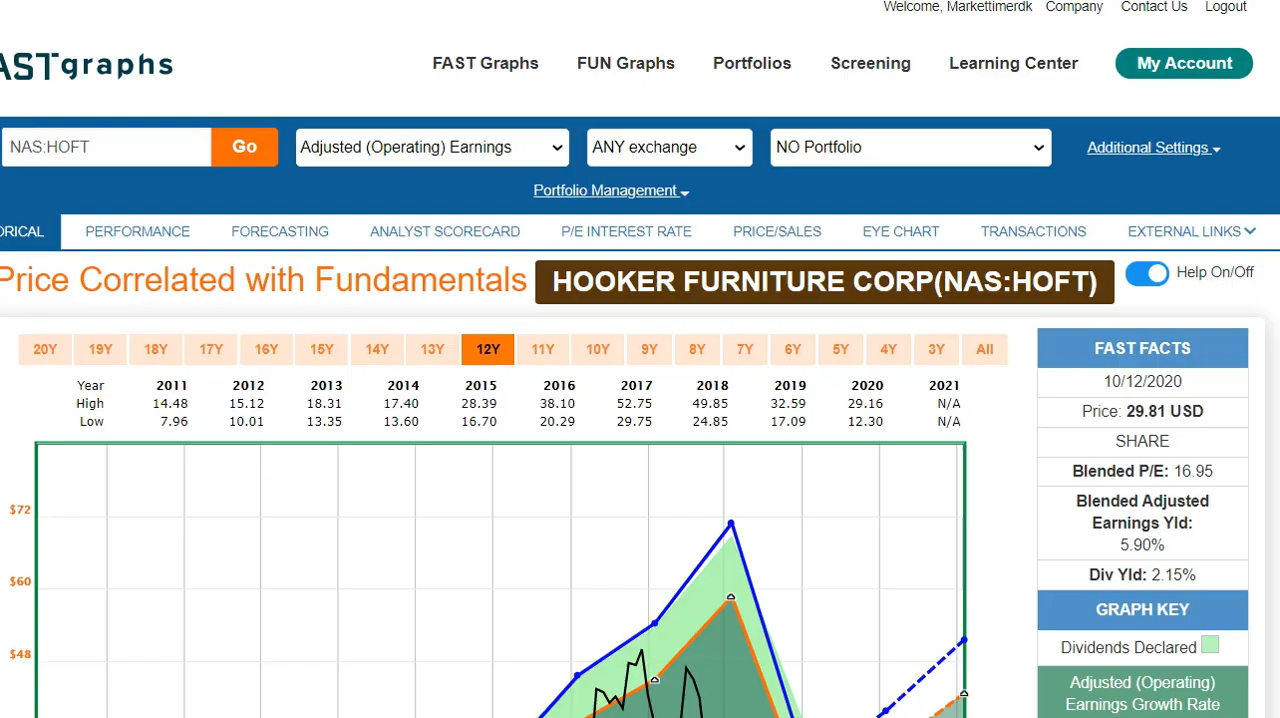 Welcome, Markettimerdk Company Contact Us Logout
ASTgraphs
FAST Graphs FUN Graphs Portfolios Screening Learning Center My Account
NAS:HOFT Go Adjusted (Operating) Earnings ANY exchange NO Portfolio Additional Settings
Portfolio Management
ORICAL PERFORMANCE FORECASTING ANALYST SCORECARD P/E INTEREST RATE PRICE/SALES EYE CHART TRANSACTIONS EXTERNAL LINKS
Price Correlated with Fundamentals HOOKER FURNITURE CORP(NAS:HOFT) Help On/Off
20Y 19Y 18Y 17Y 16Y 15Y 14Y 13Y 12Y 11Y 10Y 9Y 8Y 7Y 6Y 5Y 4Y 3Y All
Year 2011 2012 2013 2014 2015 2016 2017 2018 2019 2020 2021
High 14.48 15.12 18.31 17.40 28.39 38.10 52.75 49.85 32.59 29.16 N/A
Low 7.96 10.01 13.35 13.60 16.70 20.29 29.75 24.85 17.09 12.30 N/A
$72
$60
$48
FAST FACTS
10/12/2020
Price: 29.81 USD
SHARE
Blended P/E: 16.95
Blended Adjusted
Earnings Yld:
5.90%
Div Yld: 2.15%
GRAPH KEY
Dividends Declared
Adjusted (Operating)
Earnings Growth Rate